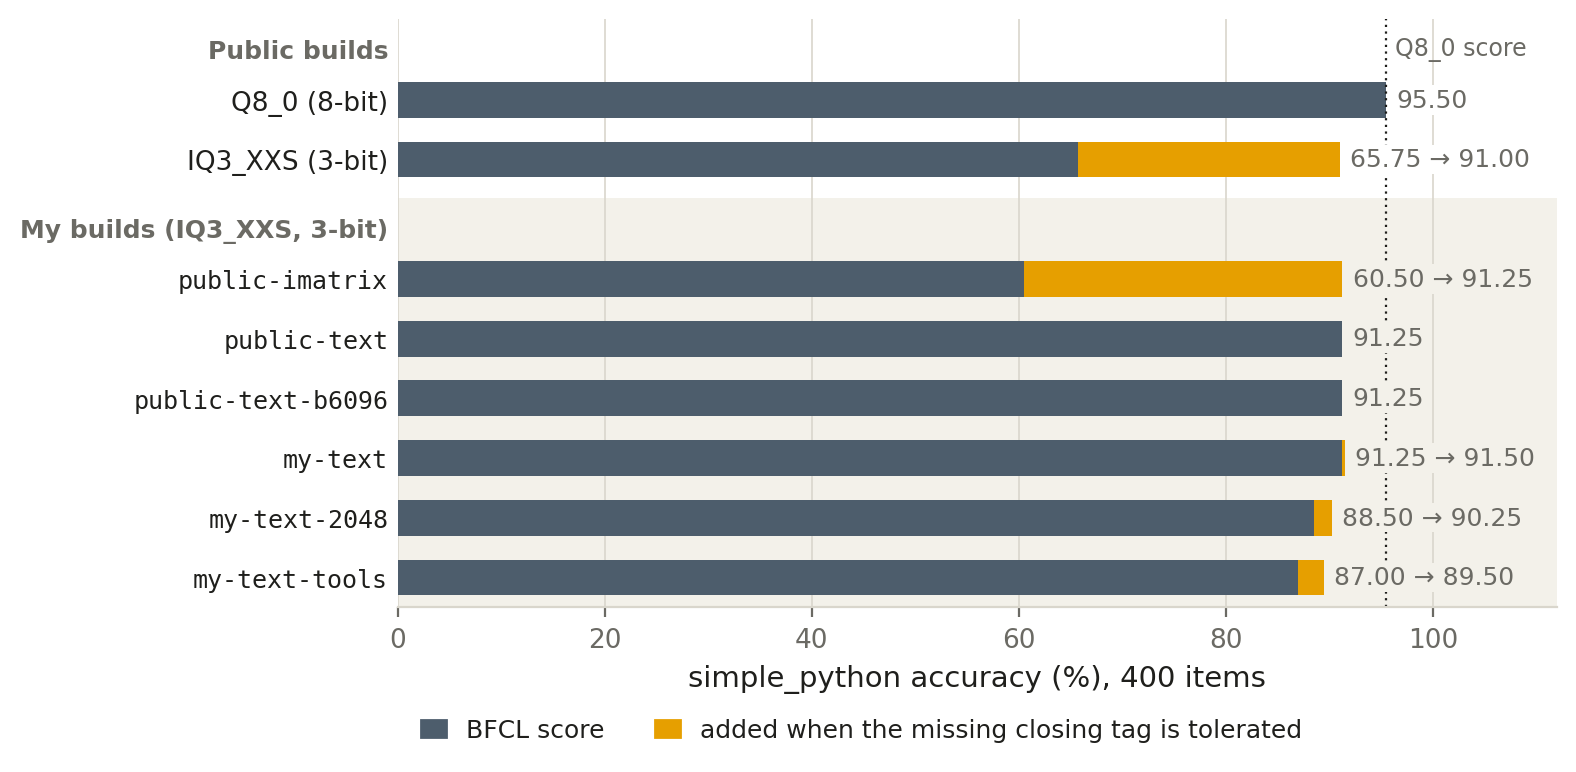 Public builds
Q8_0 score
Q8_0 (8-bit) 95.50
IQ3_XXS (3-bit) 65.75 → 91.00
My builds (IQ3_XXS, 3-bit)
public-imatrix 60.50 → 91.25
public-text 91.25
public-text-b6096 91.25
my-text 91.25 → 91.50
my-text-2048 88.50 → 90.25
my-text-tools 87.00 → 89.50
0 20 40 60 80 100
simple_python accuracy (%), 400 items
BFCL score added when the missing closing tag is tolerated